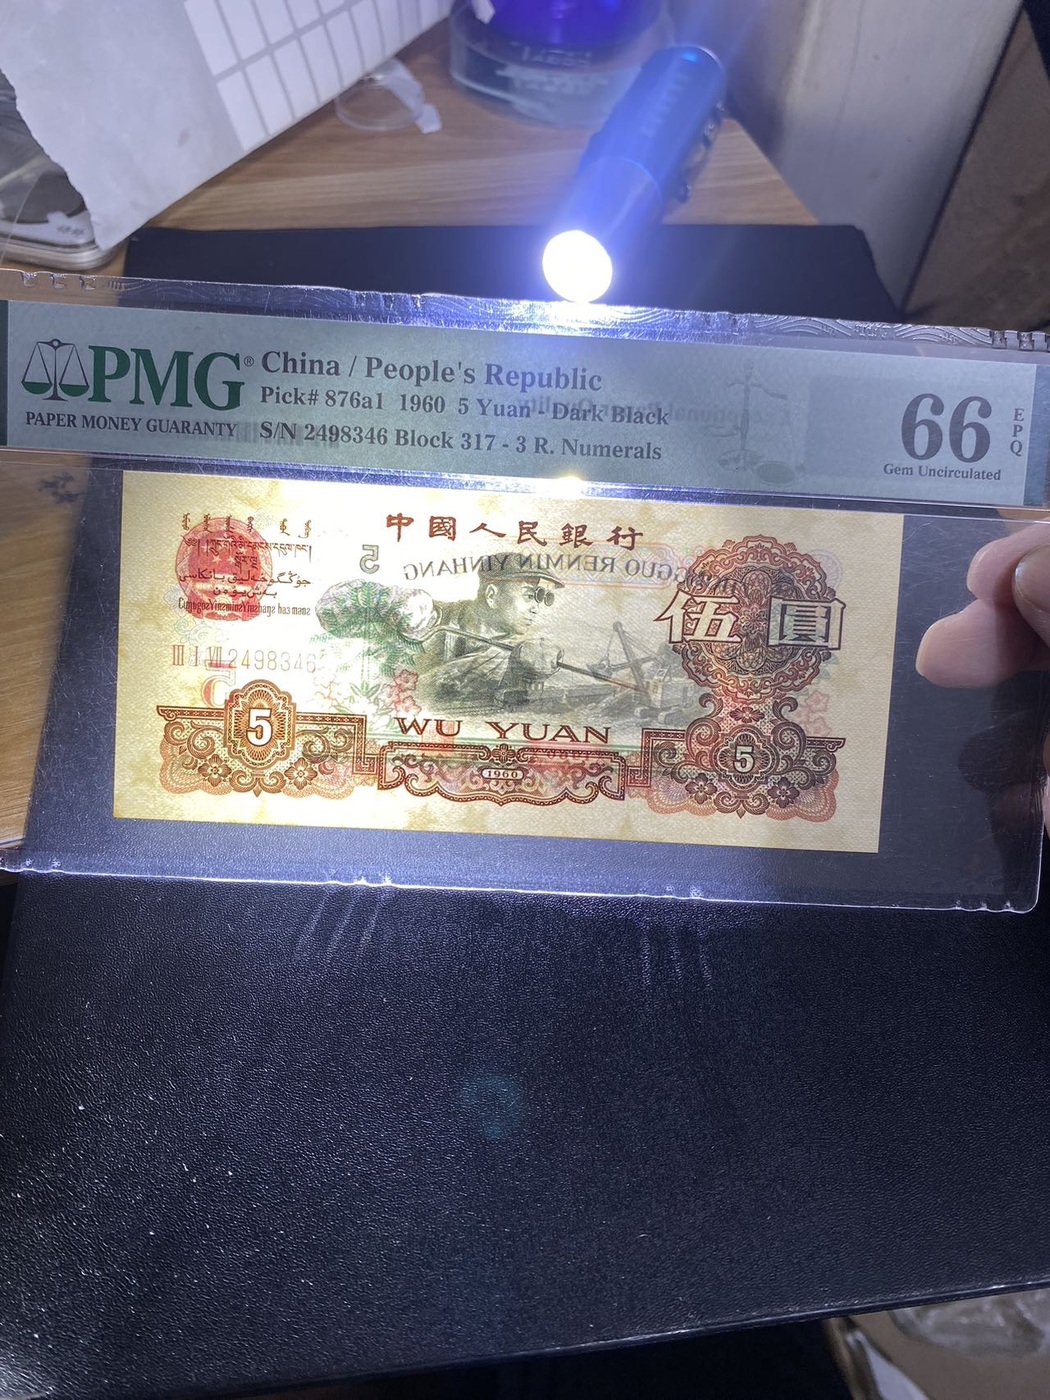 PMG®
PAPER MONEY GUARANTY
China / People's Republic
Pick# 876a1 1960 5 Yuan - Dark Black
S/N 2498346 Block 317 - 3 R. Numerals
66
EPQ
Gem Uncirculated
中國人民銀行
5
GUO RENMIN YINHANG
伍圓
III I VII 2498346
5
WU YUAN
5
1960